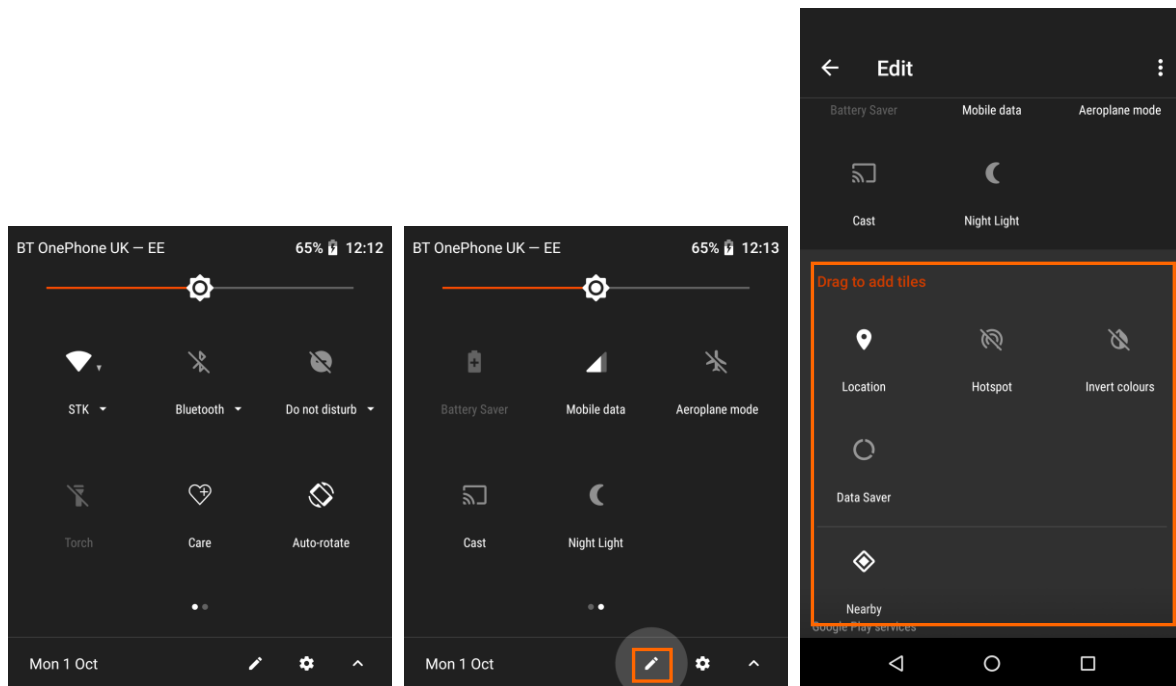 BT OnePhone UK — EE 65% 12:12
STK Bluetooth Do not disturb
Torch Care Auto-rotate
Mon 1 Oct
BT OnePhone UK — EE 65% 12:13
Battery Saver Mobile data Aeroplane mode
Cast Night Light
Mon 1 Oct
Edit
Battery Saver Mobile data Aeroplane mode
Cast Night Light
Drag to add tiles
Location Hotspot Invert colours
Data Saver
Nearby
Google Play services